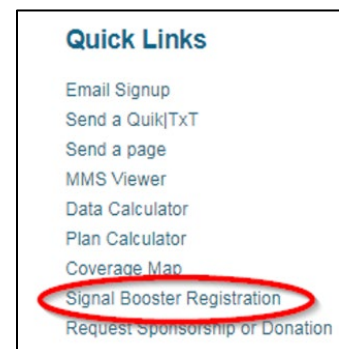 Quick Links
Email Signup
Send a Quik|TxT
Send a page
MMS Viewer
Data Calculator
Plan Calculator
Coverage Map
Signal Booster Registration
Request Sponsorship or Donation